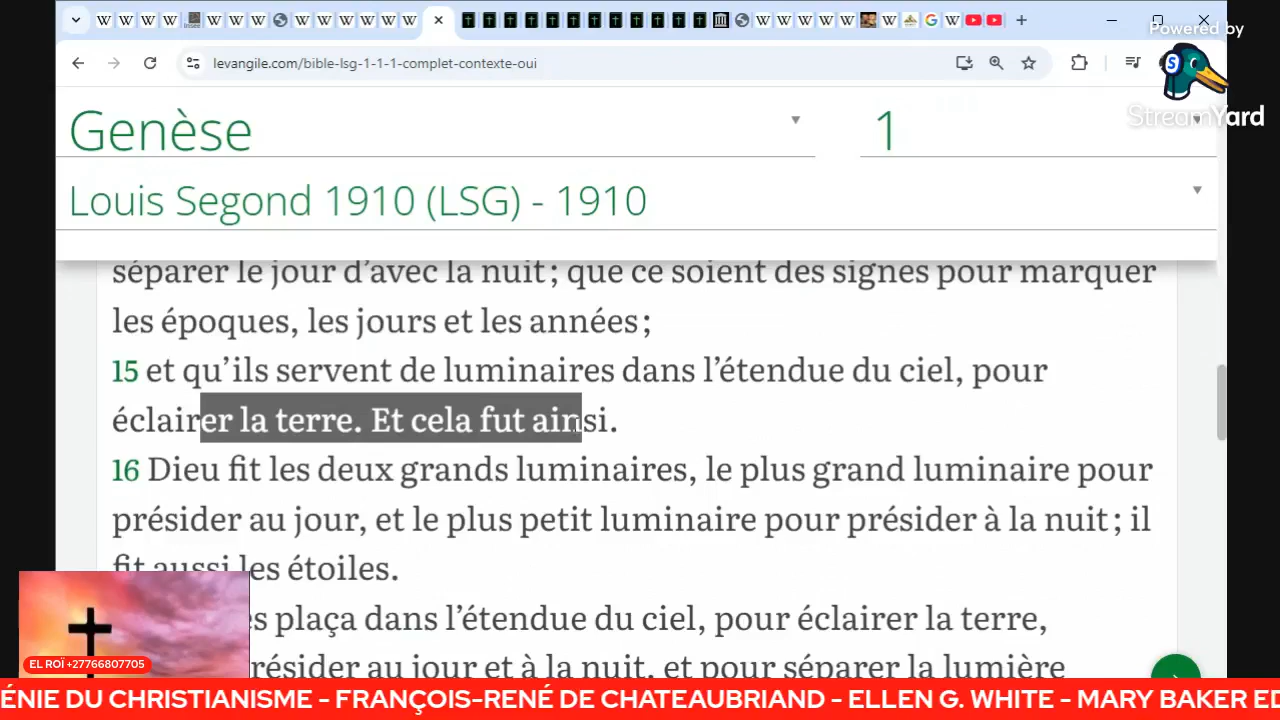 levangile.com/bible-lsg-1-1-1-complet-contexte-oui
Powered by
StreamYard
Genèse
1
Louis Segond 1910 (LSG) - 1910
séparer le jour d’avec la nuit ; que ce soient des signes pour marquer
les époques, les jours et les années ;
15 et qu’ils servent de luminaires dans l’étendue du ciel, pour
éclairer la terre. Et cela fut ainsi.
16 Dieu fit les deux grands luminaires, le plus grand luminaire pour
présider au jour, et le plus petit luminaire pour présider à la nuit ; il
fit aussi les étoiles.
plaça dans l’étendue du ciel, pour éclairer la terre,
résider au jour et à la nuit, et pour séparer la lumière
EL ROÏ +27766807705
ÉNIE DU CHRISTIANISME - FRANÇOIS-RENÉ DE CHATEAUBRIAND - ELLEN G. WHITE - MARY BAKER ED